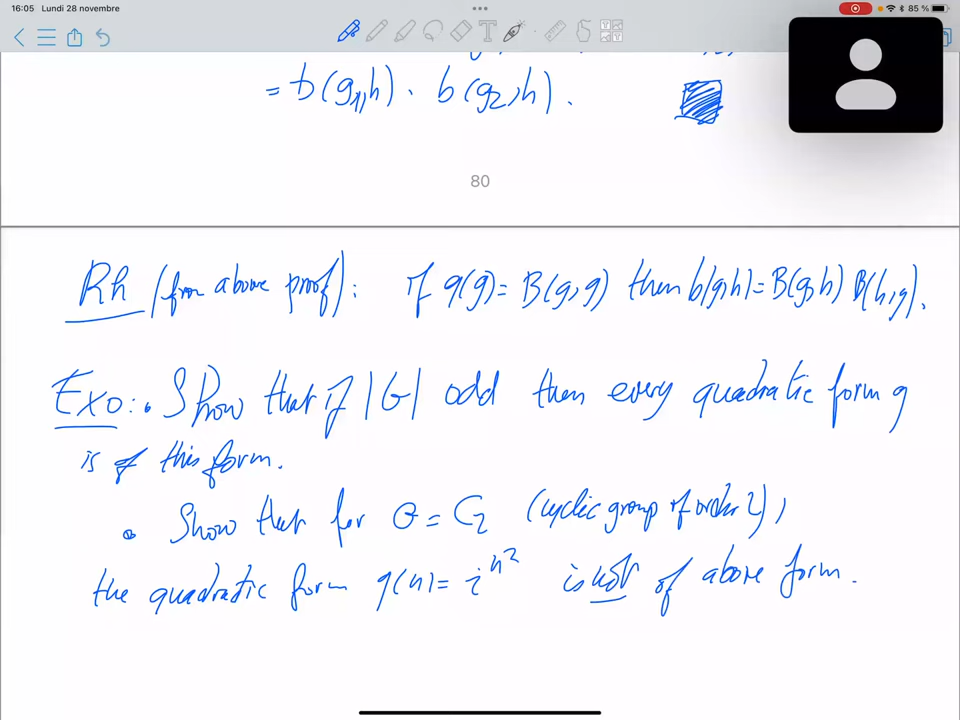 16:05 Lundi 28 novembre
85 %
= b(g1,h) . b(g2,h).
80
Rk (from above proof): if q(g) = B(g,g) then b(g,h) = B(g,h) B(h,g).
Exo: . Show that if |G| odd then every quadratic form q
is of this form.
. Show that for G = C2 (cyclic group of order 2),
the quadratic form q(n) = i^n² is not of above form.